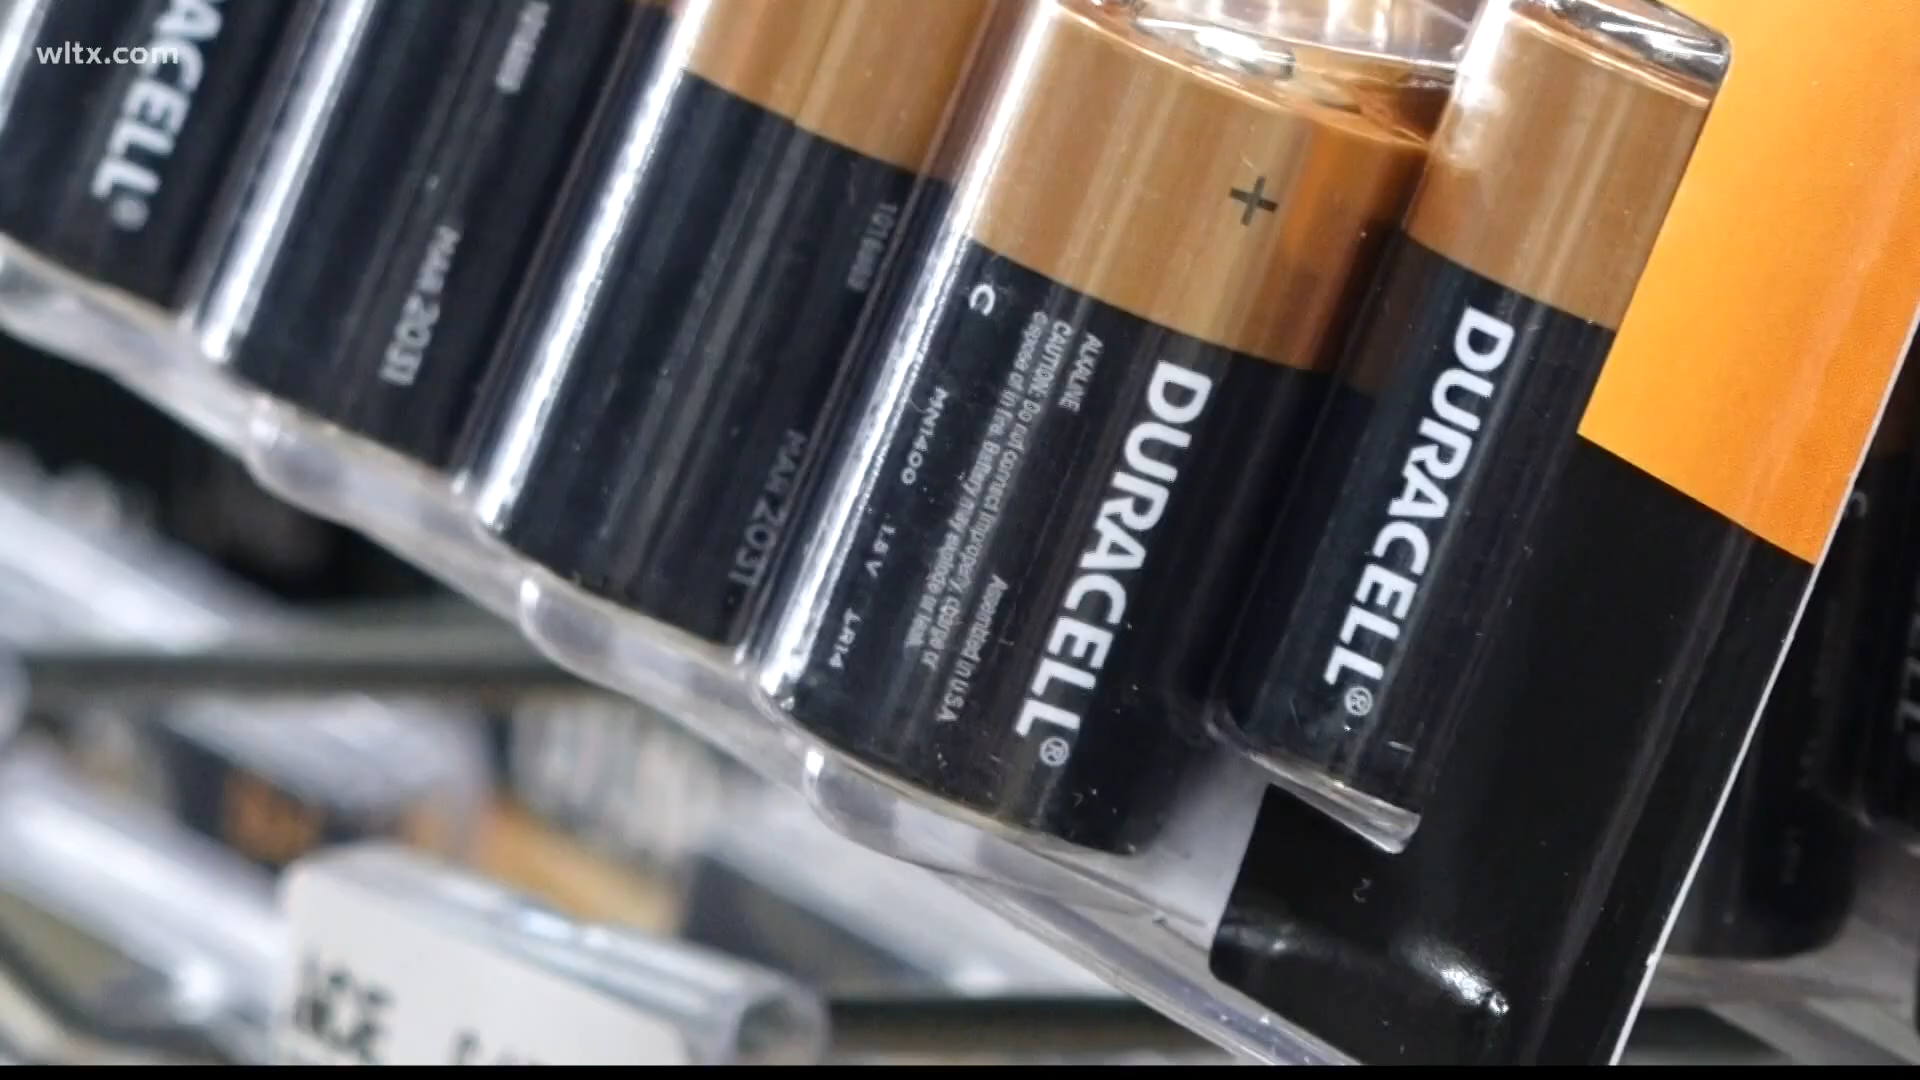 wltx.com
DURACELL®
MAR 2031
MAR 2031
C
MN1400 1.5V LR14
ALKALINE
CAUTION: Do not connect improperly, charge or
dispose of in fire. Battery may explode or leak.
Assembled in U.S.A.
+
DURACELL®
DURACELL®